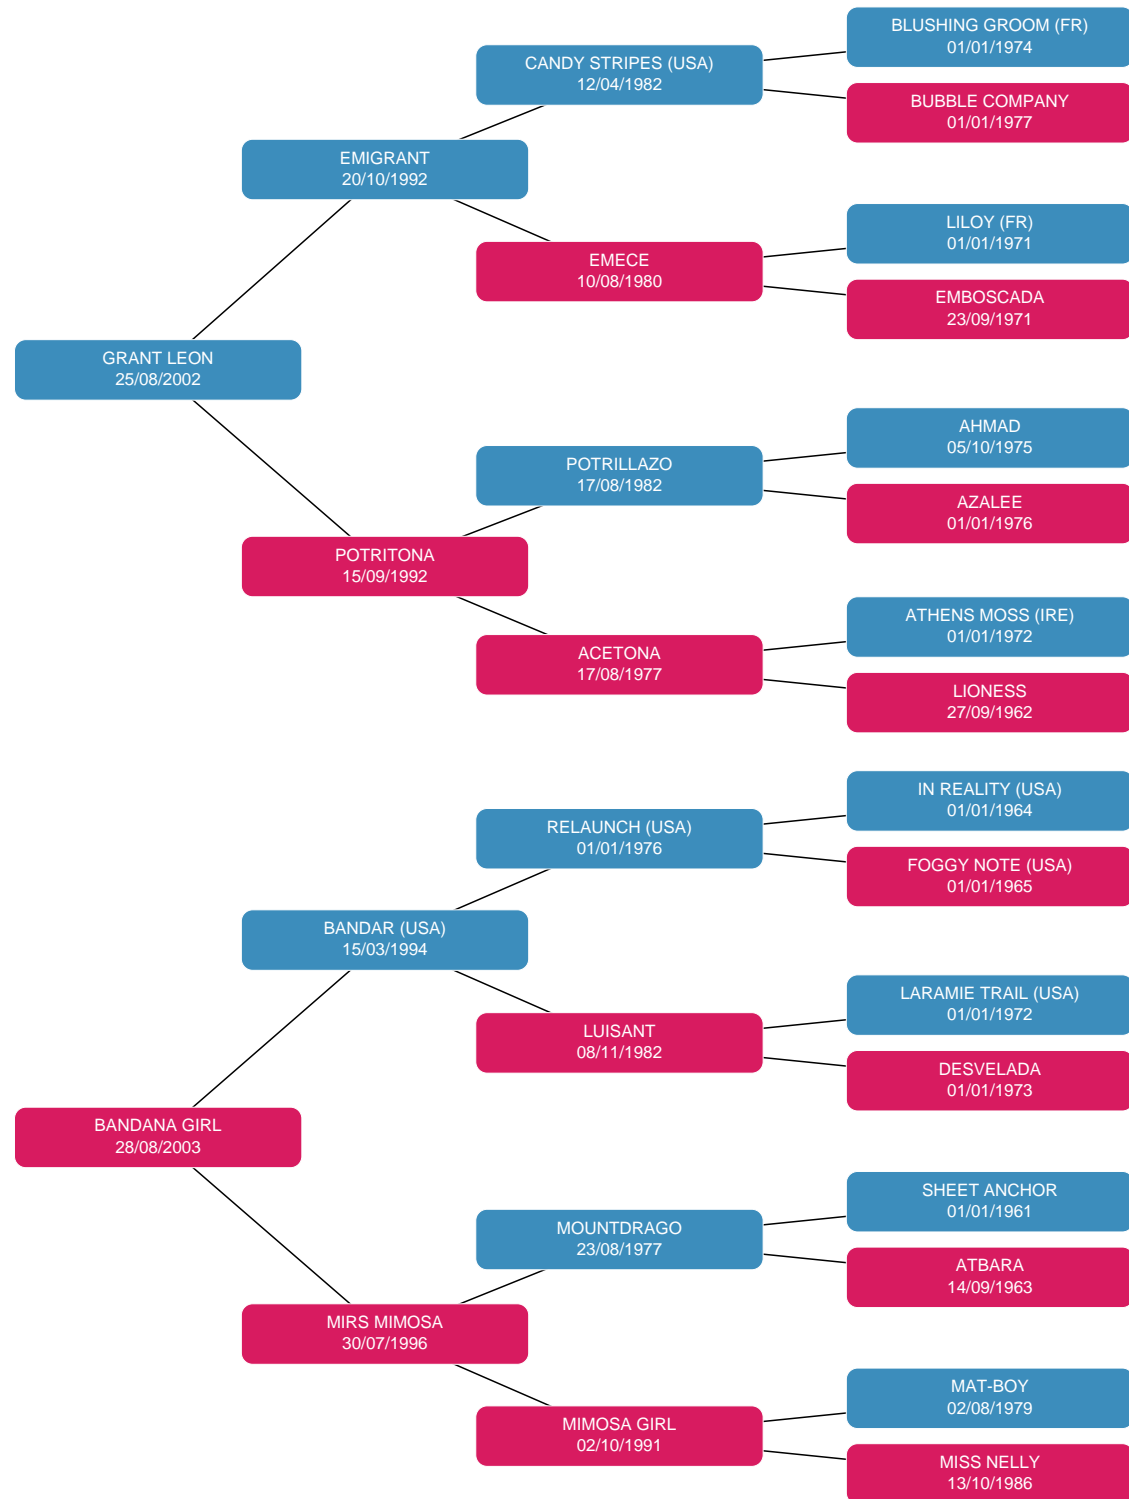 BLUSHING GROOM (FR)
01/01/1974
CANDY STRIPES (USA)
12/04/1982
BUBBLE COMPANY
01/01/1977
EMIGRANT
20/10/1992
LILOY (FR)
01/01/1971
EMECE
10/08/1980
EMBOSCADA
23/09/1971
GRANT LEON
25/08/2002
AHMAD
05/10/1975
POTRILLAZO
17/08/1982
AZALEE
01/01/1976
POTRITONA
15/09/1992
ATHENS MOSS (IRE)
01/01/1972
ACETONA
17/08/1977
LIONESS
27/09/1962
IN REALITY (USA)
01/01/1964
RELAUNCH (USA)
01/01/1976
FOGGY NOTE (USA)
01/01/1965
BANDAR (USA)
15/03/1994
LARAMIE TRAIL (USA)
01/01/1972
LUISANT
08/11/1982
DESVELADA
01/01/1973
BANDANA GIRL
28/08/2003
SHEET ANCHOR
01/01/1961
MOUNTDRAGO
23/08/1977
ATBARA
14/09/1963
MIRS MIMOSA
30/07/1996
MAT-BOY
02/08/1979
MIMOSA GIRL
02/10/1991
MISS NELLY
13/10/1986